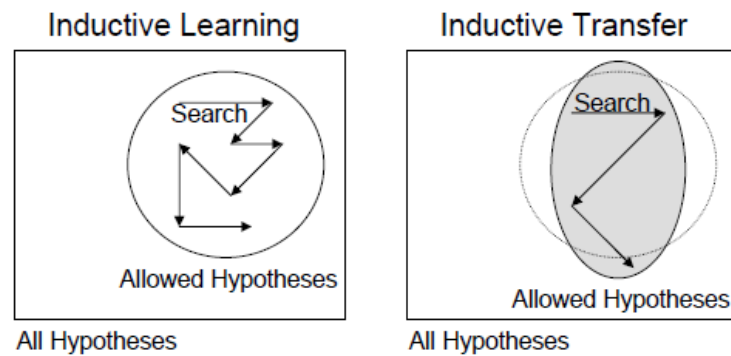 Inductive Learning
Search
Allowed Hypotheses
All Hypotheses
Inductive Transfer
Search
Allowed Hypotheses
All Hypotheses